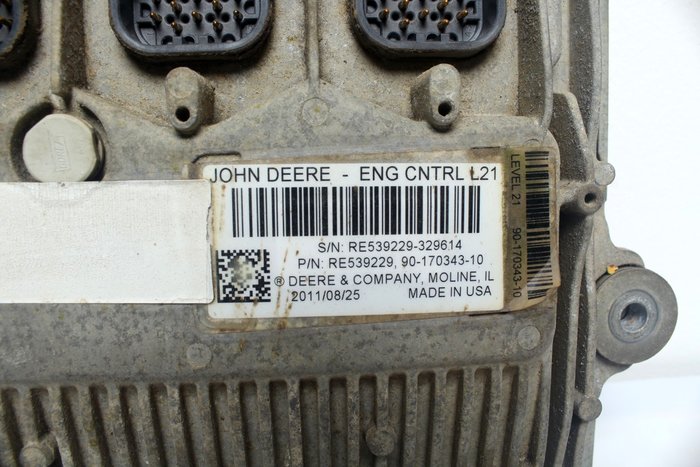 JOHN DEERE - ENG CNTRL L21
S/N: RE539229-329614
P/N: RE539229, 90-170343-10
® DEERE & COMPANY, MOLINE, IL
2011/08/25 MADE IN USA
LEVEL 21 90-170343-10